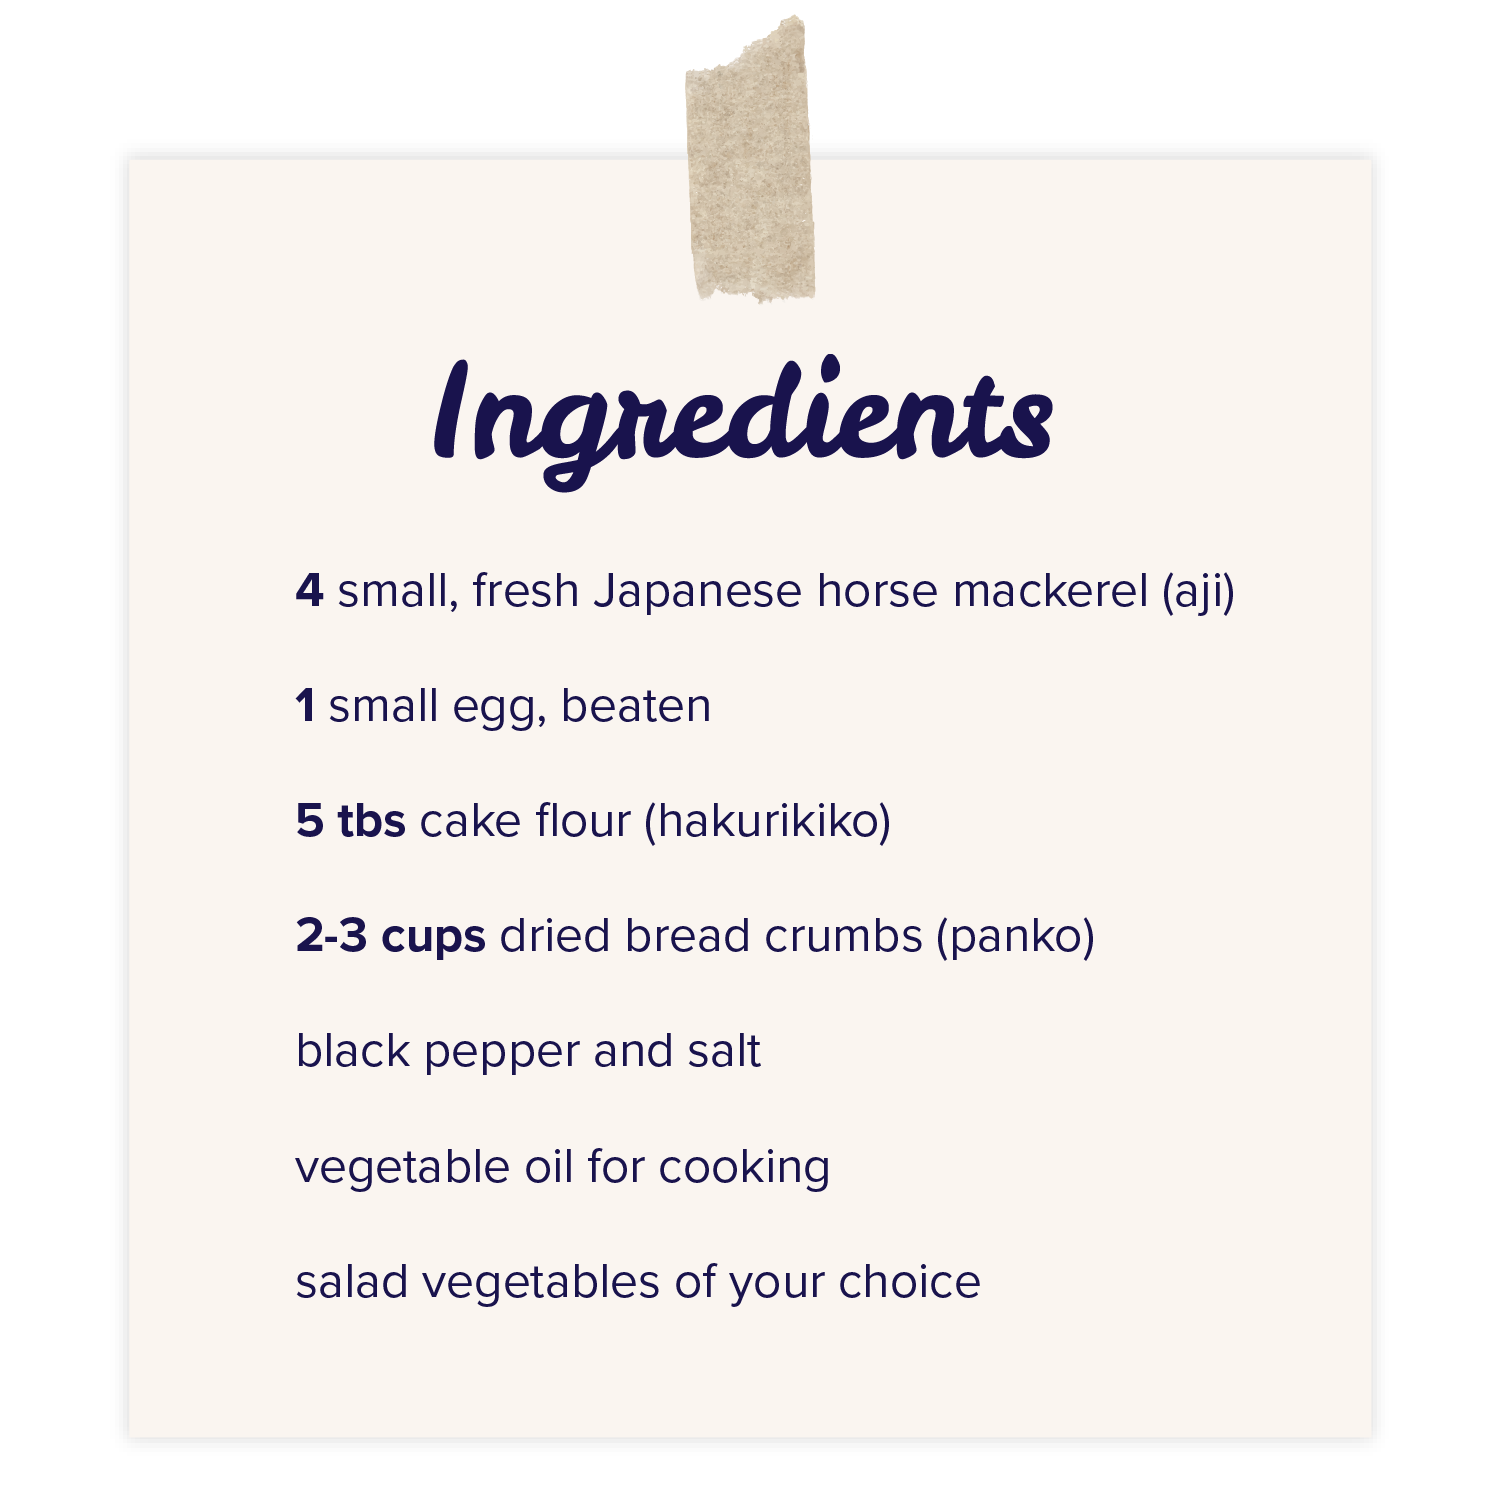 Ingredients
4 small, fresh Japanese horse mackerel (aji)
1 small egg, beaten
5 tbs cake flour (hakurikiko)
2-3 cups dried bread crumbs (panko)
black pepper and salt
vegetable oil for cooking
salad vegetables of your choice